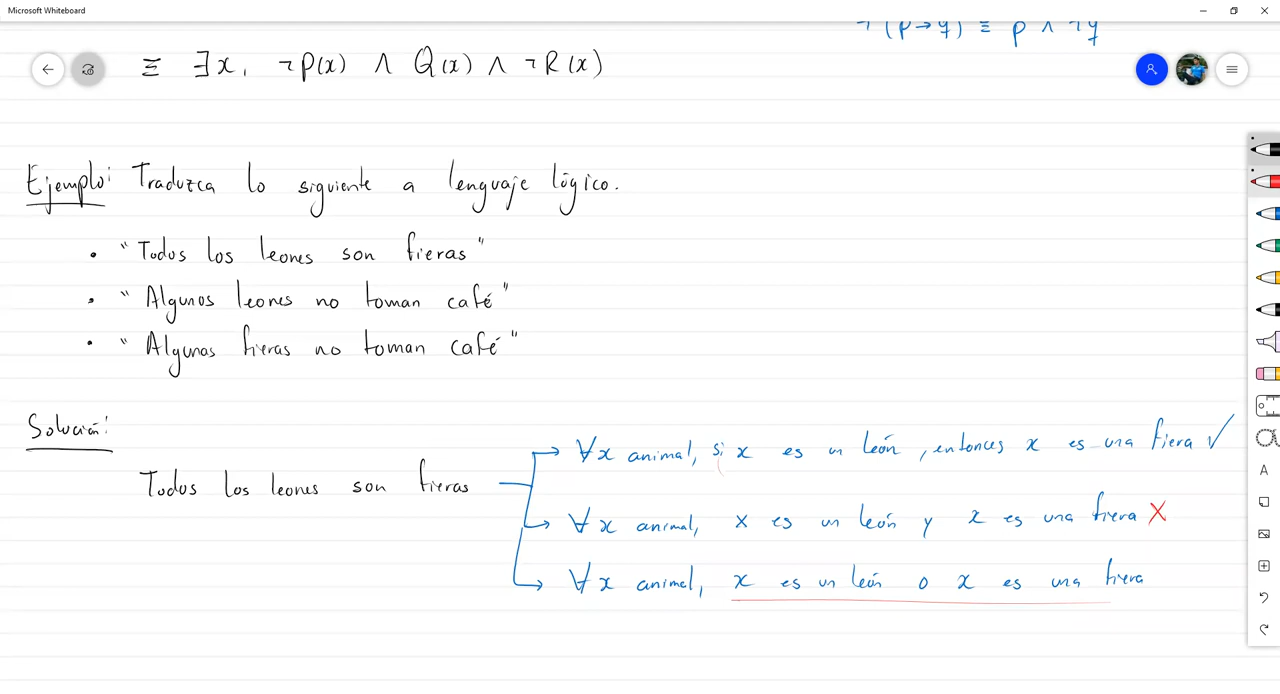 Microsoft Whiteboard
¬(p→q) ≡ p ∧ ¬q
≡ ∃x, ¬P(x) ∧ Q(x) ∧ ¬R(x)
Ejemplo: Traduzca lo siguiente a lenguaje lógico.
• "Todos los leones son fieras"
• "Algunos leones no toman café"
• "Algunas fieras no toman café"
Solución:
∀x animal, si x es un león, entonces x es una fiera ✓
Todos los leones son fieras
∀x animal, x es un león y x es una fiera X
∀x animal, x es un león o x es una fiera